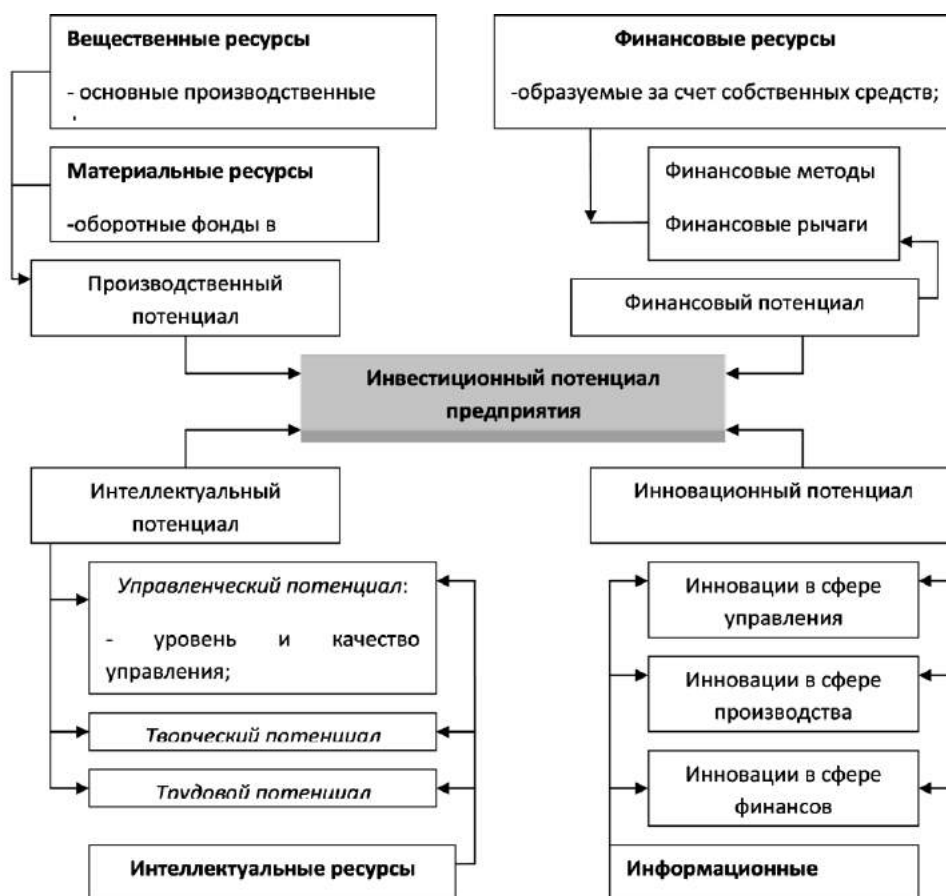 Вещественные ресурсы
- основные производственные
Финансовые ресурсы
-образуемые за счет собственных средств;
Материальные ресурсы
-оборотные фонды в
Финансовые методы
Финансовые рычаги
Производственный
потенциал
Финансовый потенциал
Инвестиционный потенциал
предприятия
Интеллектуальный
потенциал
Инновационный потенциал
Управленческий потенциал:
- уровень и качество
управления;
Творческий потенциал
Трудовой потенциал
Интеллектуальные ресурсы
Инновации в сфере
управления
Инновации в сфере
производства
Инновации в сфере
финансов
Информационные